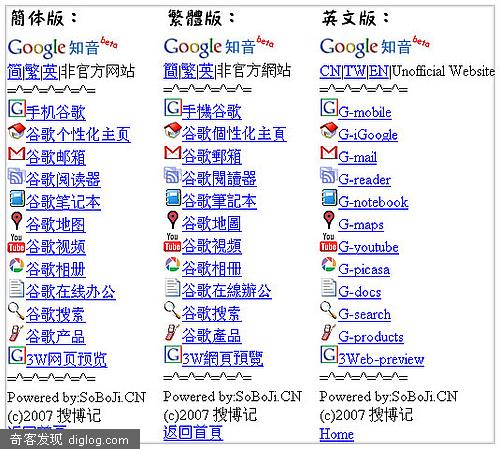 简体版：
Google 知音 beta
简|繁|英|非官方网站
=^=^=^=^=^=
手机谷歌
谷歌个性化主页
谷歌邮箱
谷歌阅读器
谷歌笔记本
谷歌地图
You Tube 谷歌视频
谷歌相册
谷歌在线办公
谷歌搜索
谷歌产品
3W网页预览
=^=^=^=^=^=
Powered by:SoBoJi.CN
(c)2007 搜博记
返回首页
繁體版：
Google 知音 beta
簡|繁|英|非官方網站
=^=^=^=^=^=
手機谷歌
谷歌個性化主頁
谷歌郵箱
谷歌閱讀器
谷歌筆記本
谷歌地圖
You Tube 谷歌視頻
谷歌相冊
谷歌在線辦公
谷歌搜索
谷歌產品
3W網頁預覽
=^=^=^=^=^=
Powered by:SoBoJi.CN
(c)2007 搜博记
返回首頁
英文版：
Google 知音 beta
CN|TW|EN|Unofficial Website
=^=^=^=^=^=
G-mobile
G-iGoogle
G-mail
G-reader
G-notebook
G-maps
You Tube G-youtube
G-picasa
G-docs
G-search
G-products
3Web-preview
=^=^=^=^=^=
Powered by:SoBoJi.CN
(c)2007 搜博记
Home
奇客发现 diglog.com